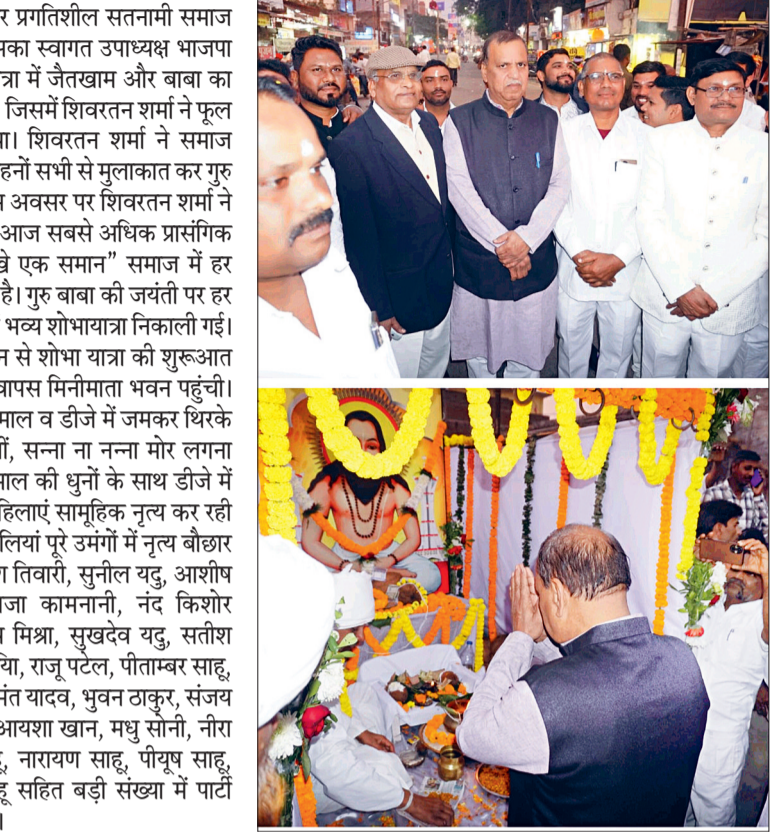 र प्रगतिशील सतनामी समाज
का स्वागत उपाध्यक्ष भाजपा
त्रा में जैतखाम और बाबा का
जिसमें शिवरतन शर्मा ने फूल
ा। शिवरतन शर्मा ने समाज
हनों सभी से मुलाकात कर गुरु
अवसर पर शिवरतन शर्मा ने
आज सबसे अधिक प्रासंगिक
खे एक समान” समाज में हर
है। गुरु बाबा की जयंती पर हर
भव्य शोभायात्रा निकाली गई।
न से शोभा यात्रा की शुरूआत
वापस मिनीमाता भवन पहुंची।
माल व डीजे में जमकर थिरके
ीं, सन्ना ना नन्ना मोर लगना
माल की धुनों के साथ डीजे में
हिलाएं सामूहिक नृत्य कर रही
लियां पूरे उमंगों में नृत्य बौछार
तिवारी, सुनील यदु, आशीष
जा कामनानी, नंद किशोर
मिश्रा, सुखदेव यदु, सतीश
या, राजू पटेल, पीताम्बर साहू,
मंत यादव, भुवन ठाकुर, संजय
आयशा खान, मधु सोनी, नीरा
नारायण साहू, पीयूष साहू,
हू सहित बड़ी संख्या में पार्टी
।